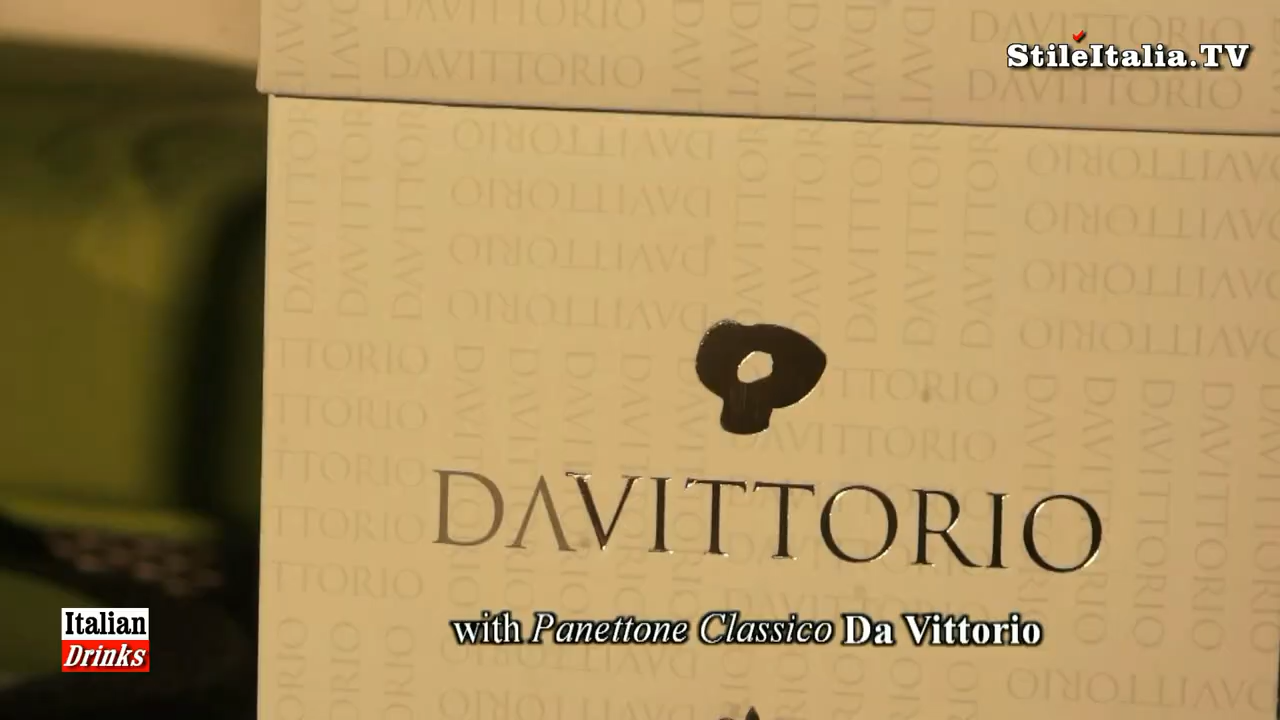 StileItalia.TV
DAVITTORIO
with Panettone Classico Da Vittorio
Italian
Drinks